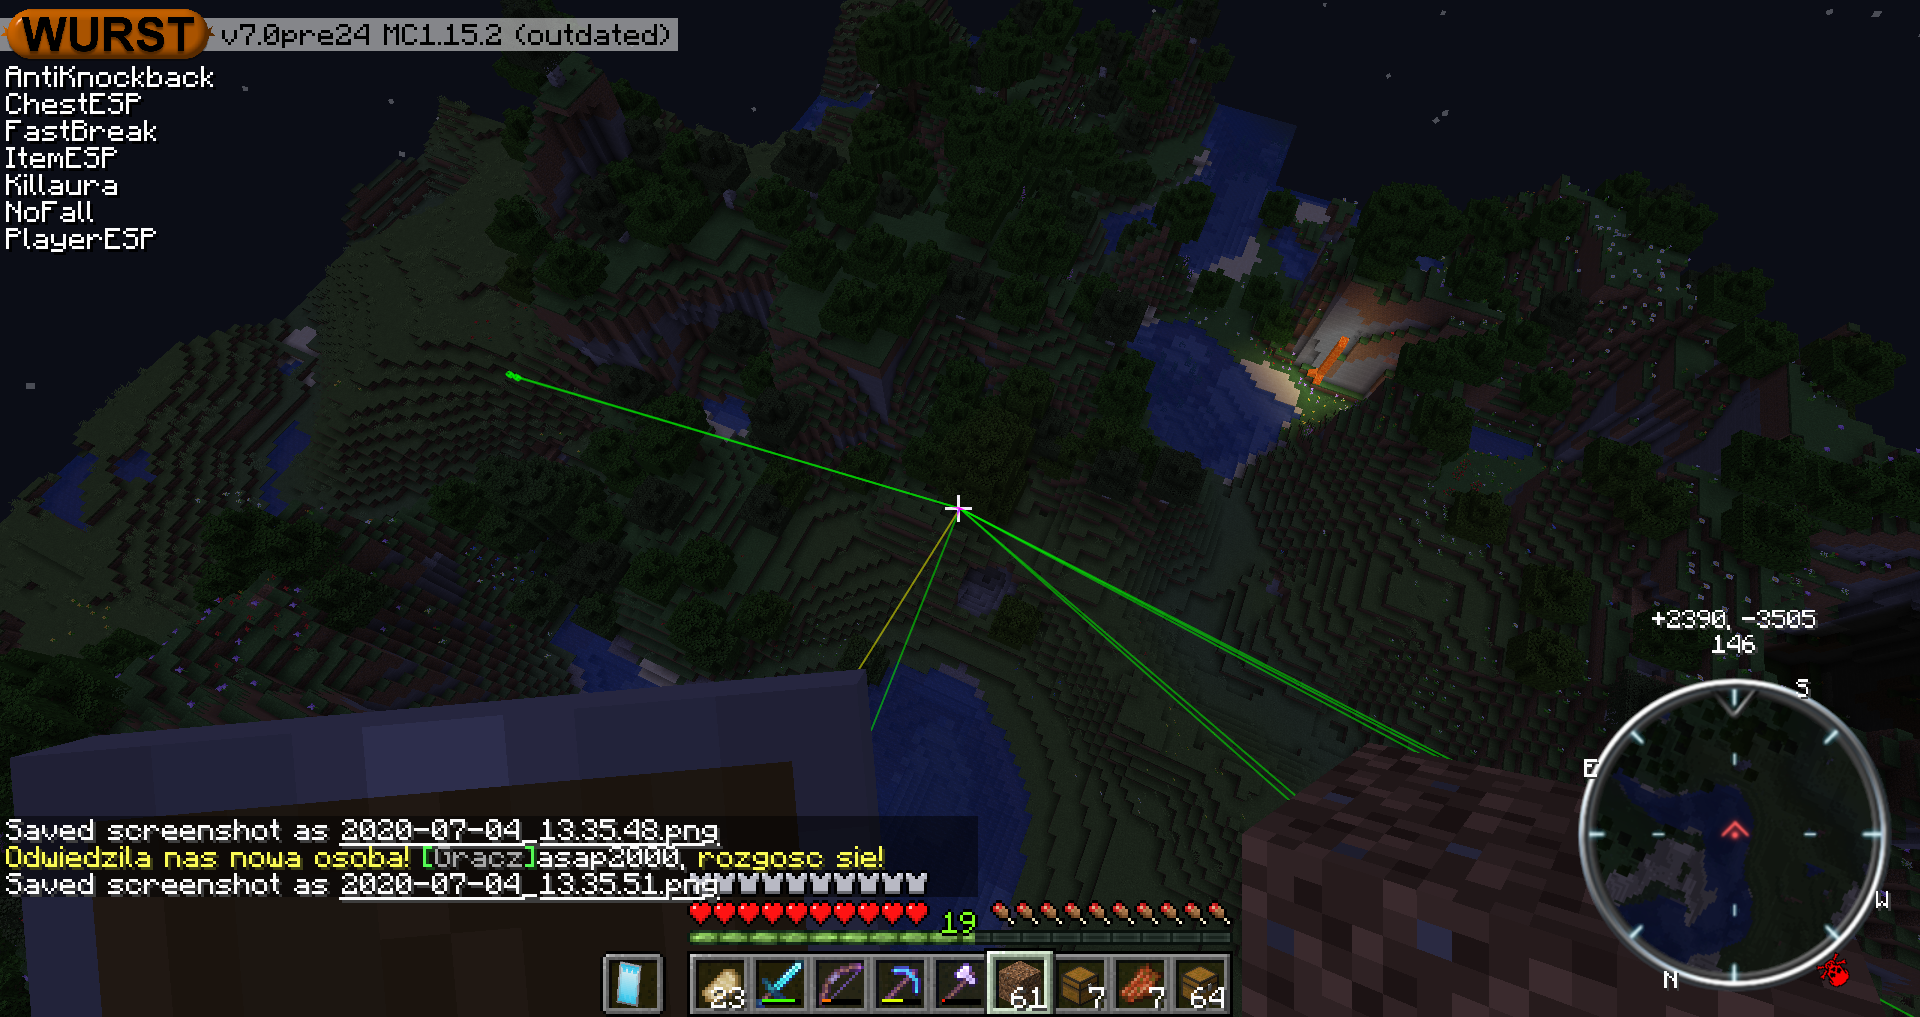 WURST v7.0pre24 MC1.15.2 (outdated)
AntiKnockback
ChestESP
FastBreak
ItemESP
Killaura
NoFall
PlayerESP
+2390, -3505
146
S
E
W
N
Saved screenshot as 2020-07-04_13.35.48.png
Odwiedzila nas nowa osoba! [Gracz]asap2000, rozgosc sie!
Saved screenshot as 2020-07-04_13.35.51.png
19
23 61 7 7 64